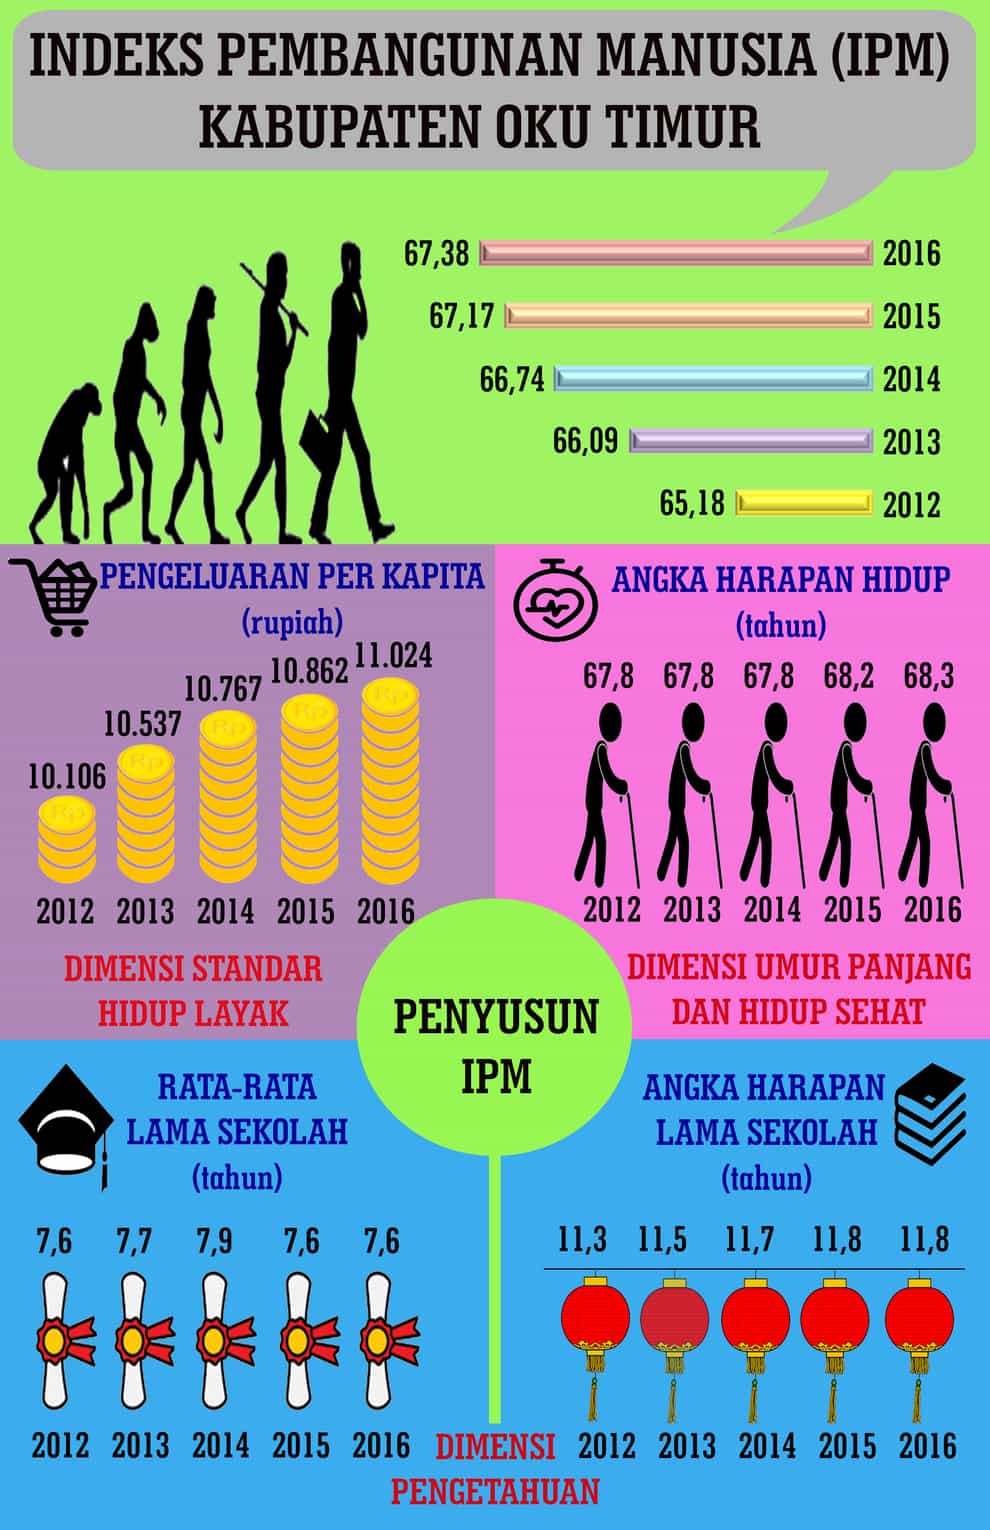 INDEKS PEMBANGUNAN MANUSIA (IPM)
KABUPATEN OKU TIMUR
67,38 2016
67,17 2015
66,74 2014
66,09 2013
65,18 2012
PENGELUARAN PER KAPITA
(rupiah)
10.106 10.537 10.767 10.862 11.024
Rp Rp Rp Rp Rp
2012 2013 2014 2015 2016
DIMENSI STANDAR
HIDUP LAYAK
ANGKA HARAPAN HIDUP
(tahun)
67,8 67,8 67,8 68,2 68,3
2012 2013 2014 2015 2016
DIMENSI UMUR PANJANG
DAN HIDUP SEHAT
PENYUSUN
IPM
RATA-RATA
LAMA SEKOLAH
(tahun)
7,6 7,7 7,9 7,6 7,6
2012 2013 2014 2015 2016
ANGKA HARAPAN
LAMA SEKOLAH
(tahun)
11,3 11,5 11,7 11,8 11,8
2012 2013 2014 2015 2016
DIMENSI
PENGETAHUAN